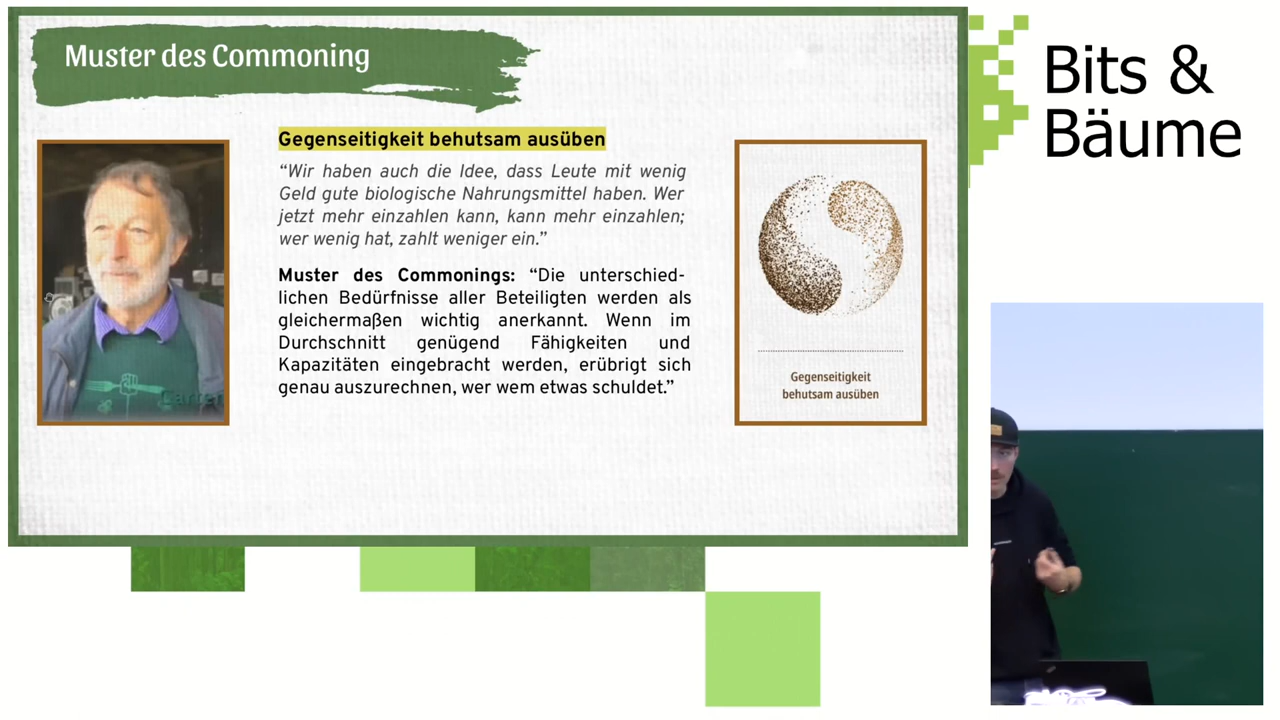 Muster des Commoning
Gegenseitigkeit behutsam ausüben
“Wir haben auch die Idee, dass Leute mit wenig
Geld gute biologische Nahrungsmittel haben. Wer
jetzt mehr einzahlen kann, kann mehr einzahlen;
wer wenig hat, zahlt weniger ein.”
Muster des Commonings: “Die unterschied-
lichen Bedürfnisse aller Beteiligten werden als
gleichermaßen wichtig anerkannt. Wenn im
Durchschnitt genügend Fähigkeiten und
Kapazitäten eingebracht werden, erübrigt sich
genau auszurechnen, wer wem etwas schuldet.”
Gegenseitigkeit
behutsam ausüben
Bits &
Bäume